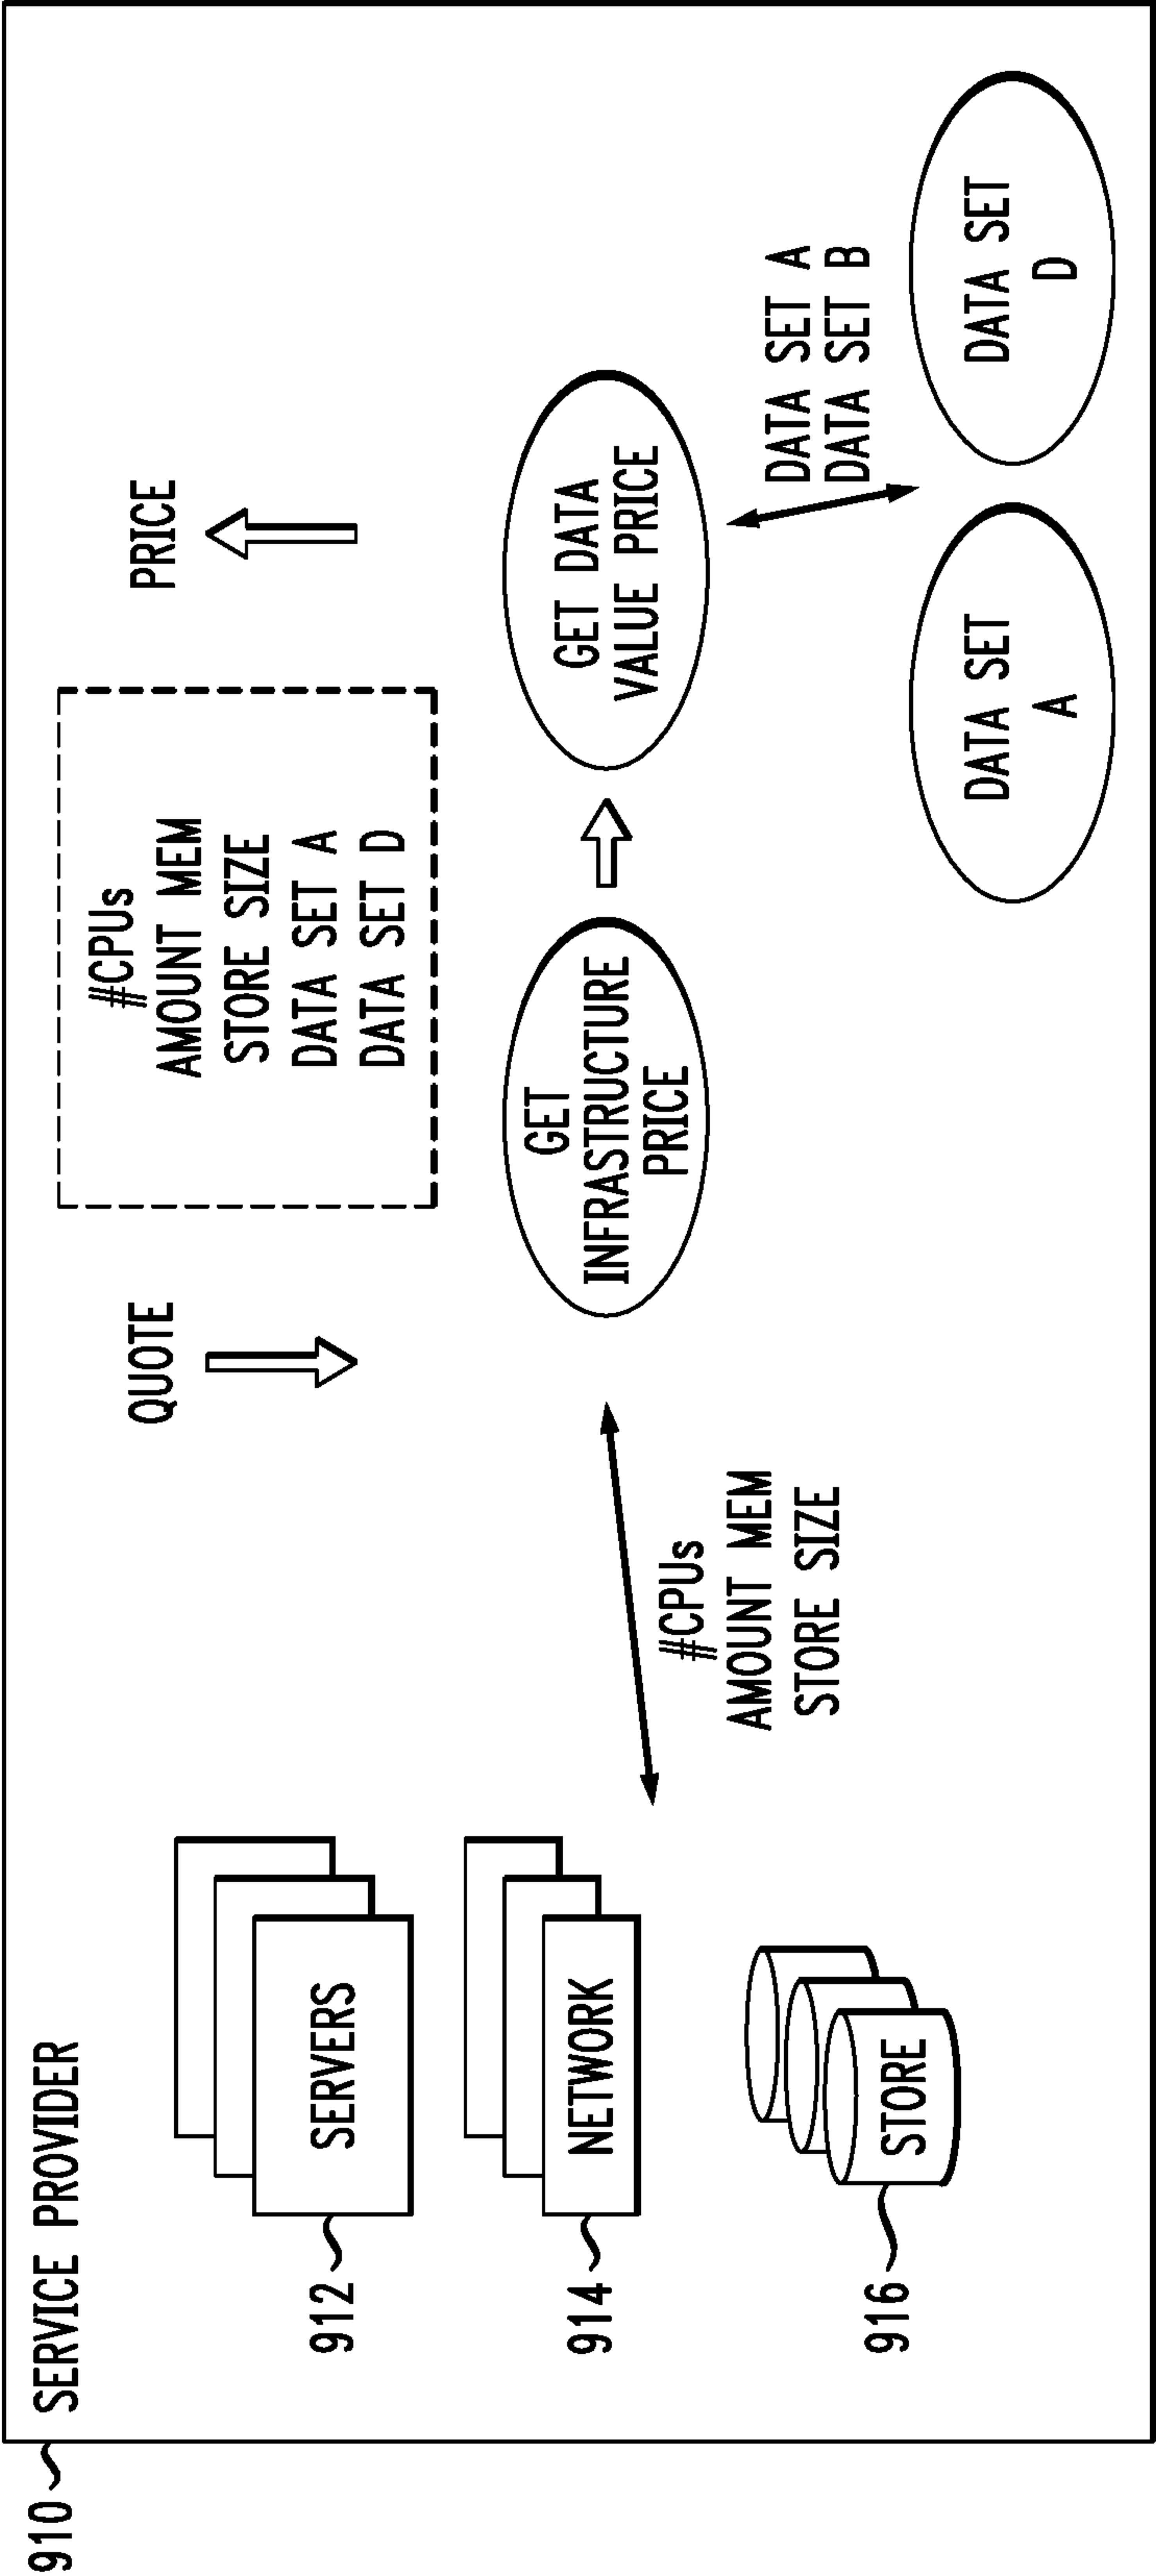 910
SERVICE PROVIDER
QUOTE
#CPUs
AMOUNT MEM
STORE SIZE
DATA SET A
DATA SET D
PRICE
912
SERVERS
914
NETWORK
916
STORE
#CPUs
AMOUNT MEM
STORE SIZE
GET
INFRASTRUCTURE
PRICE
GET DATA
VALUE PRICE
DATA SET A
DATA SET B
DATA SET
A
DATA SET
D